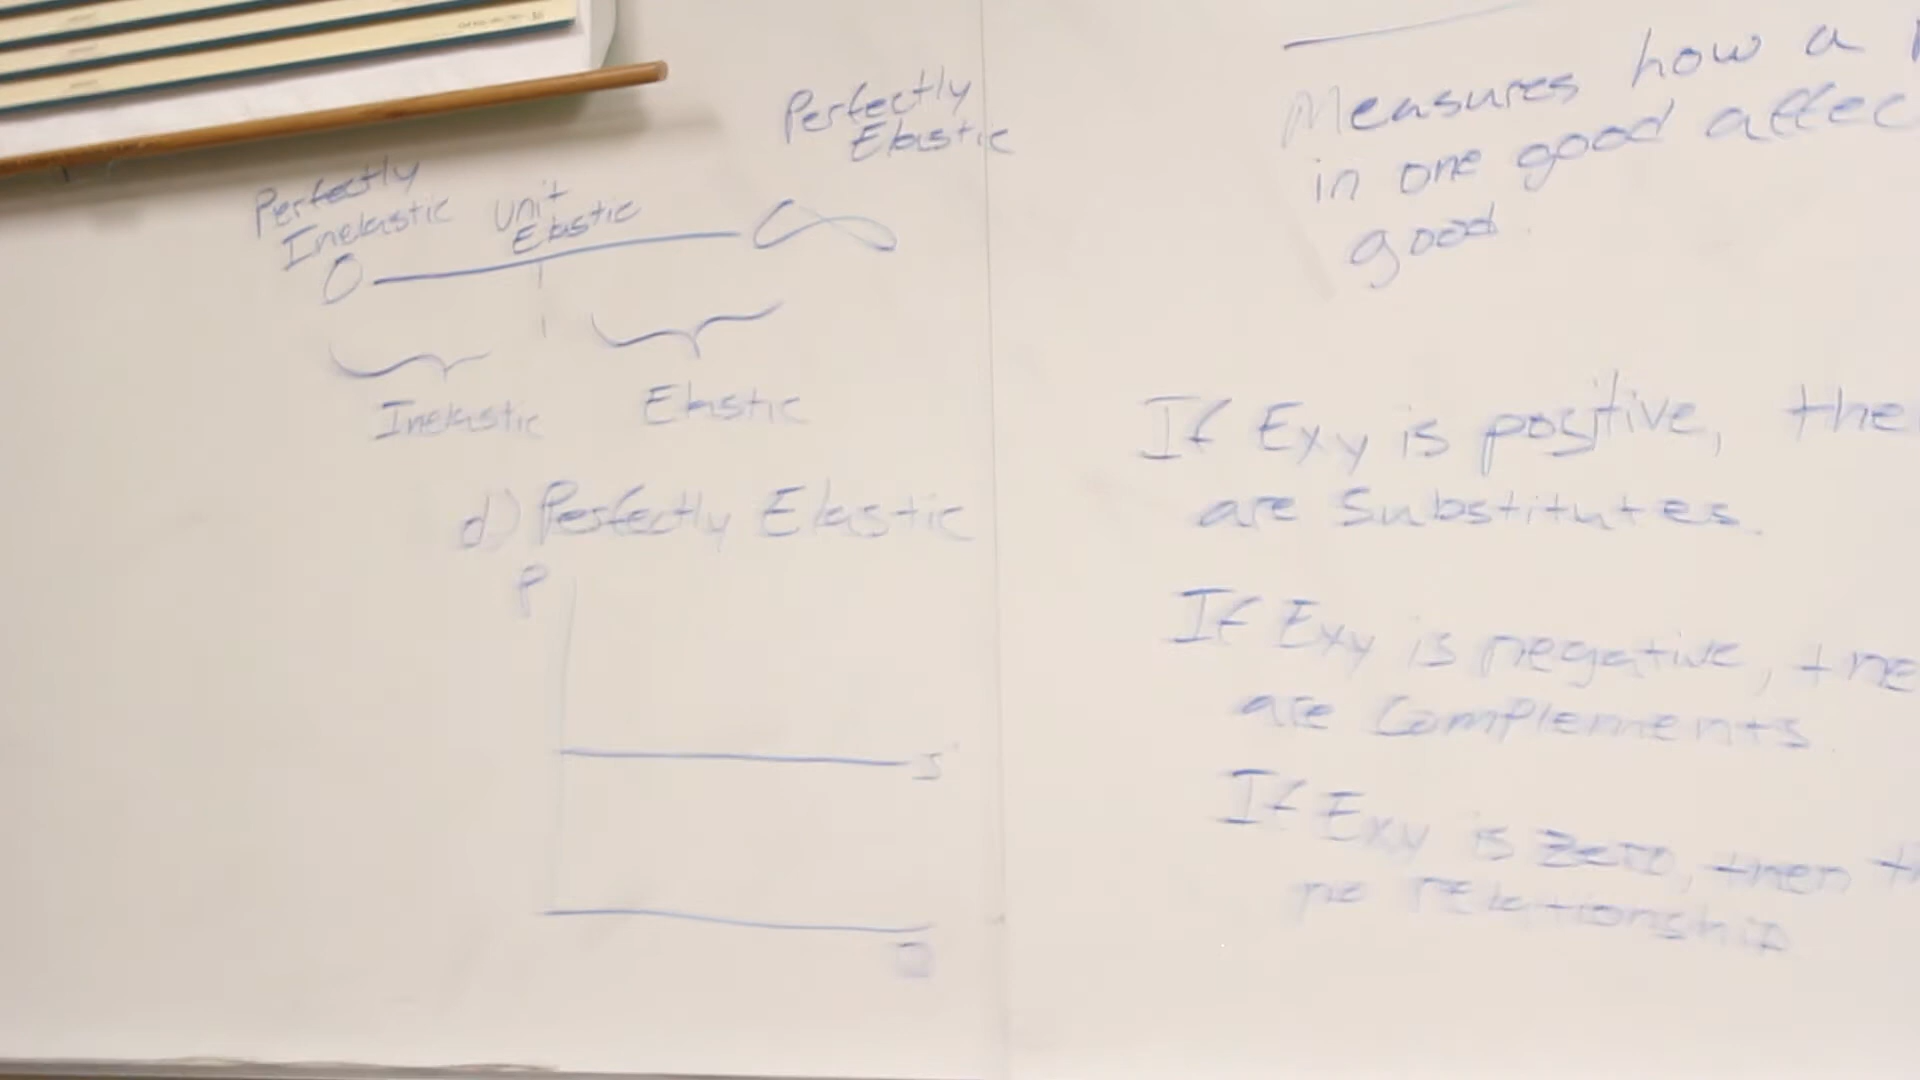 Perfectly
Elastic
Perfectly
Inelastic
Unit
Elastic
0 ∞
Inelastic
Elastic
d) Perfectly Elastic
P
S
Q
Measures how a
in one good affec
good.
If Exy is positive, the
are Substitutes.
If Exy is negative, the
are complements.
If Exy is zero, then th
no relationship